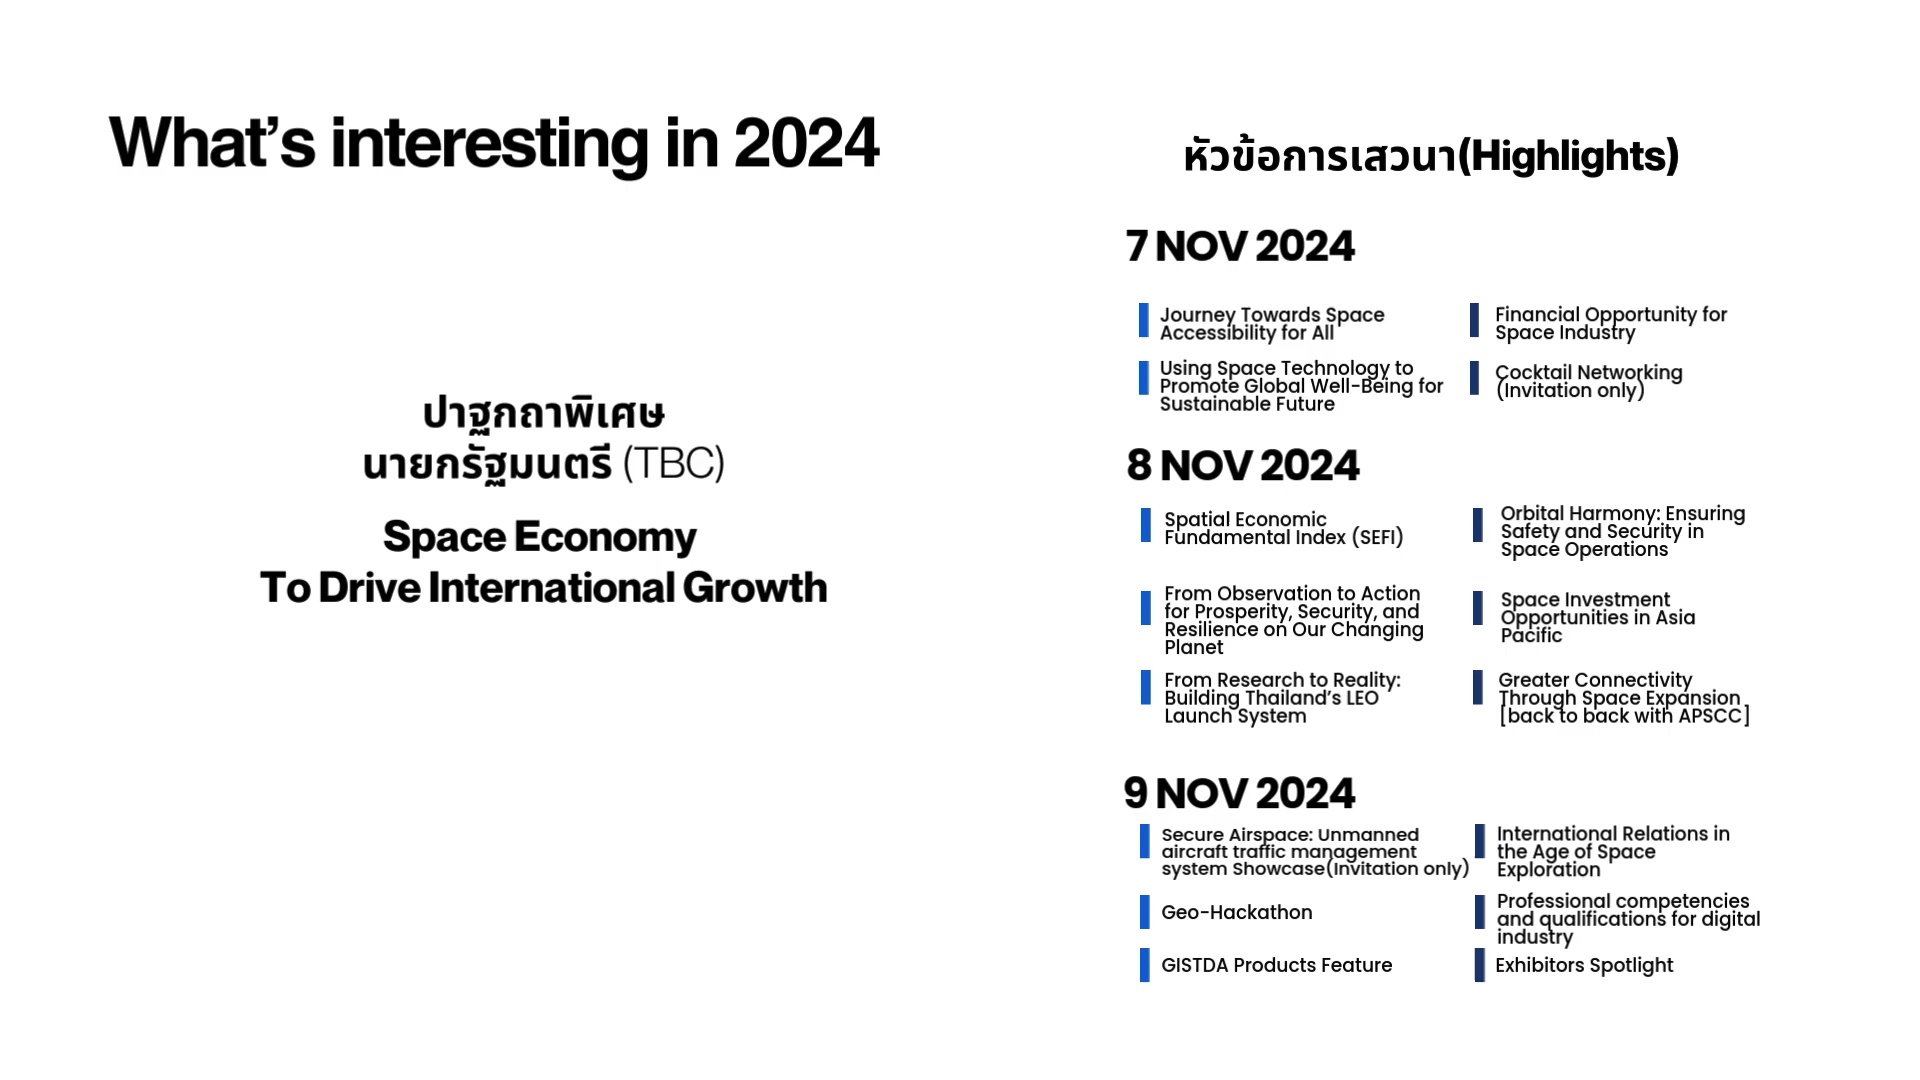 What's interesting in 2024
ปาฐกถาพิเศษ
นายกรัฐมนตรี (TBC)
Space Economy
To Drive International Growth
หัวข้อการเสวนา(Highlights)
7 NOV 2024
Journey Towards Space
Accessibility for All
Using Space Technology to
Promote Global Well-Being for
Sustainable Future
Financial Opportunity for
Space Industry
Cocktail Networking
(Invitation only)
8 NOV 2024
Spatial Economic
Fundamental Index (SEFI)
From Observation to Action
for Prosperity, Security, and
Resilience on Our Changing
Planet
From Research to Reality:
Building Thailand's LEO
Launch System
Orbital Harmony: Ensuring
Safety and Security in
Space Operations
Space Investment
Opportunities in Asia
Pacific
Greater Connectivity
Through Space Expansion
[back to back with APSCC]
9 NOV 2024
Secure Airspace: Unmanned
aircraft traffic management
system Showcase(Invitation only)
Geo-Hackathon
GISTDA Products Feature
International Relations in
the Age of Space
Exploration
Professional competencies
and qualifications for digital
industry
Exhibitors Spotlight